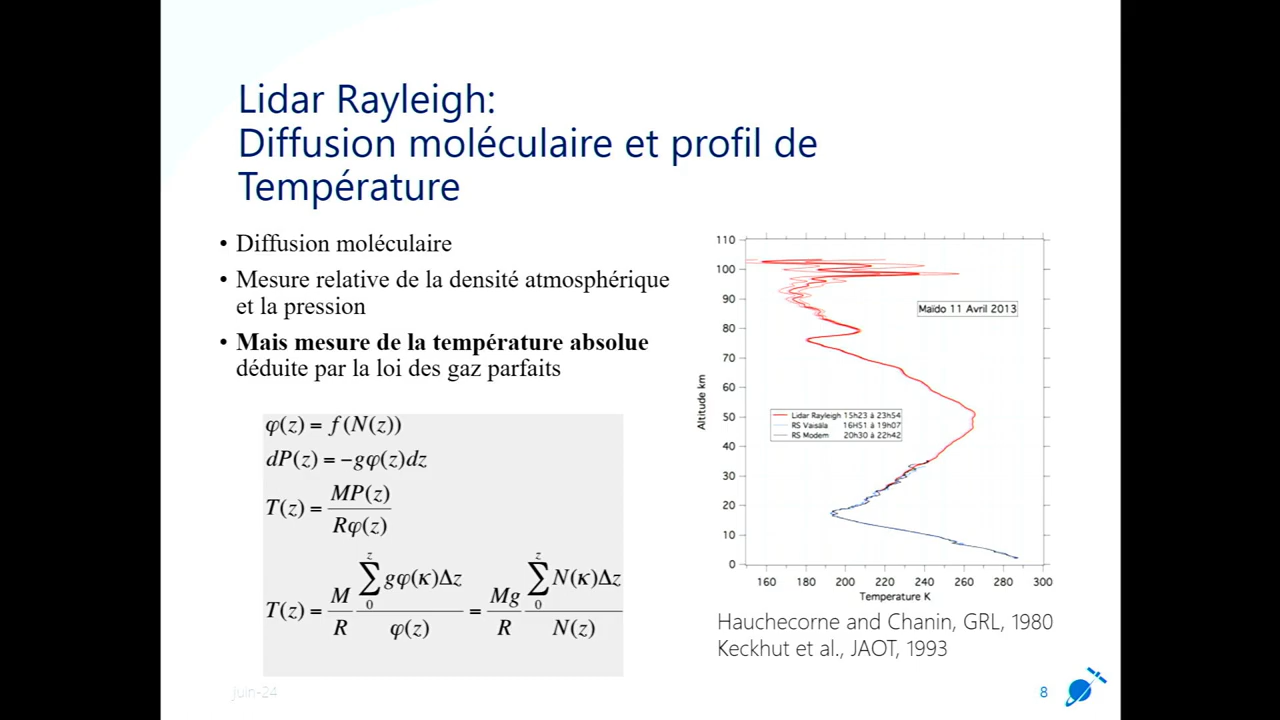 Lidar Rayleigh:
Diffusion moléculaire et profil de
Température
• Diffusion moléculaire
• Mesure relative de la densité atmosphérique
et la pression
• Mais mesure de la température absolue
déduite par la loi des gaz parfaits
φ(z) = f(N(z))
dP(z) = −gφ(z)dz
T(z) = MP(z) / Rφ(z)
T(z) = M/R ∑₀ᶻ gφ(κ)Δz / φ(z) = Mg/R ∑₀ᶻ N(κ)Δz / N(z)
110
100
90
80
70
60
50
40
30
20
10
0
Altitude km
Maïdo 11 Avril 2013
Lidar Rayleigh 15h23 à 23h54
RS Vaisäla 16H51 à 19h07
RS Modem 20h30 à 22h42
160 180 200 220 240 260 280 300
Temperature K
Hauchecorne and Chanin, GRL, 1980
Keckhut et al., JAOT, 1993
juin-24
8